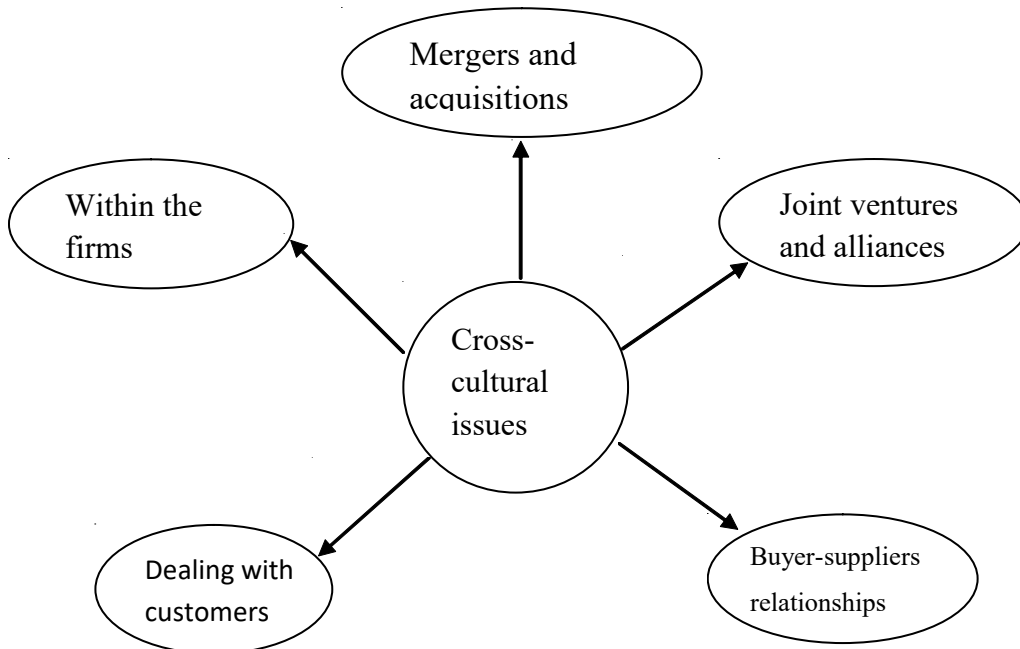 Mergers and
acquisitions
Within the
firms
Joint ventures
and alliances
Cross-
cultural
issues
Dealing with
customers
Buyer-suppliers
relationships